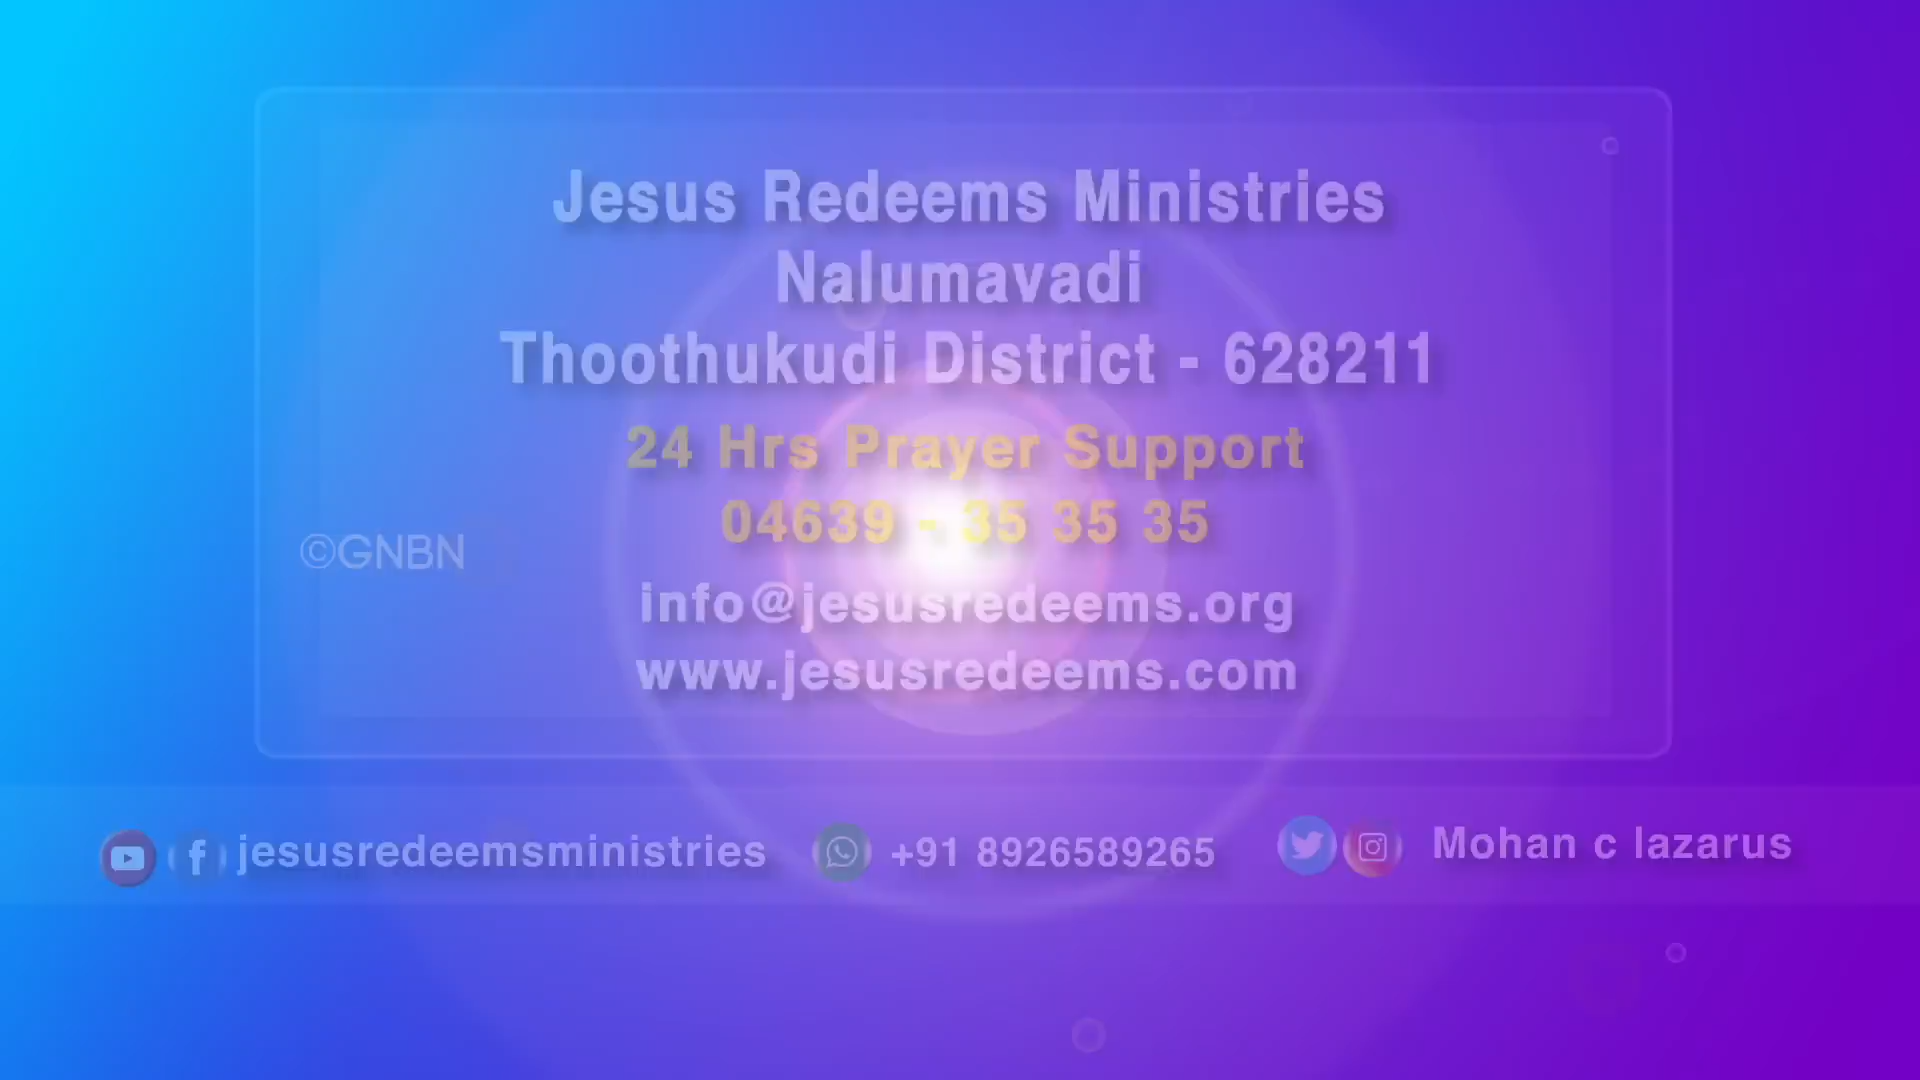 Jesus Redeems Ministries
Nalumavadi
Thoothukudi District - 628211
24 Hrs Prayer Support
04639 - 35 35 35
©GNBN
info@jesusredeems.org
www.jesusredeems.com
jesusredeemsministries
+91 8926589265
Mohan c lazarus